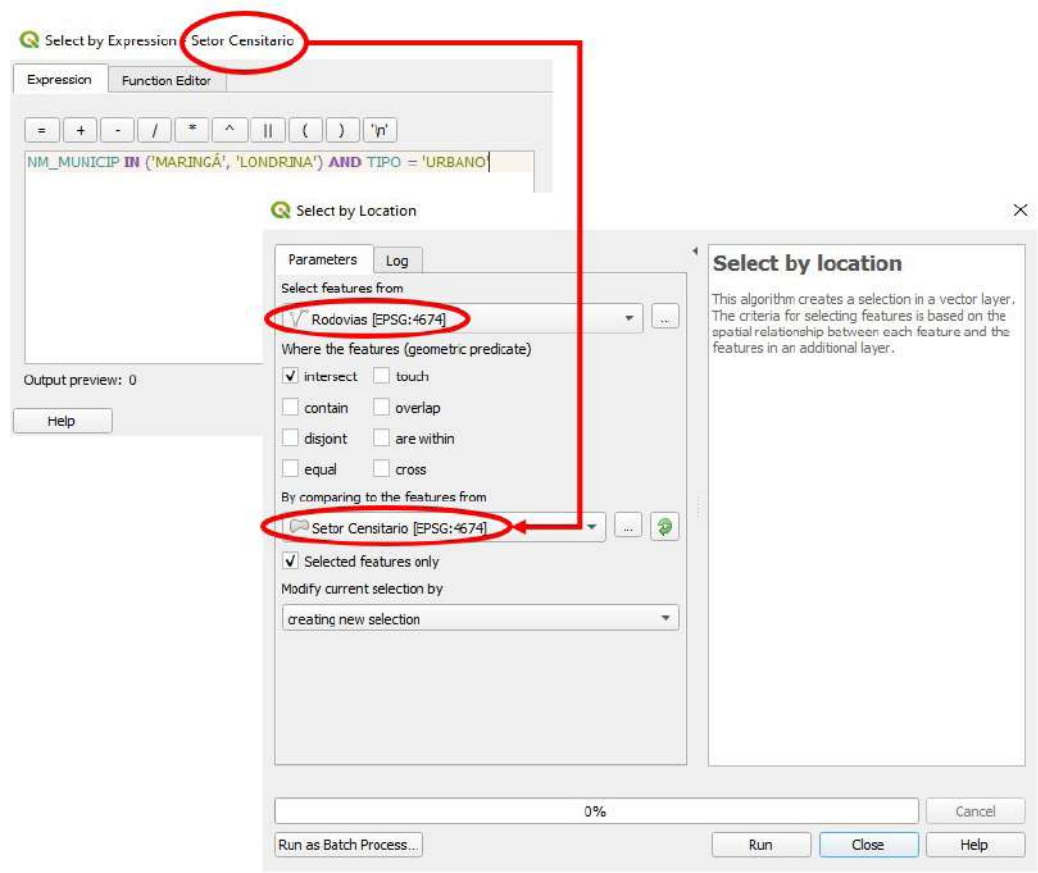 Select by Expression - Setor Censitario
Expression Function Editor
= + - / * ^ || ( ) '\n'
NM_MUNICIP IN ('MARINGÁ', 'LONDRINA') AND TIPO = 'URBANO'
Output preview: 0
Help
Select by Location
Parameters Log
Select features from
Rodovias [EPSG:4674]
...
Where the features (geometric predicate)
intersect touch
contain overlap
disjoint are within
equal cross
By comparing to the features from
Setor Censitario [EPSG:4674]
...
Selected features only
Modify current selection by
creating new selection
Select by location
This algorithm creates a selection in a vector layer.
The criteria for selecting features is based on the
spatial relationship between each feature and the
features in an additional layer.
0%
Cancel
Run as Batch Process...
Run Close Help